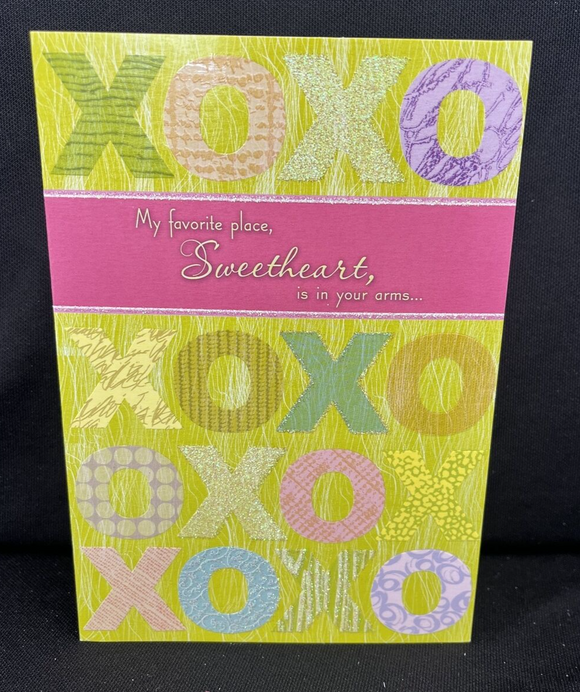 XOXO
My favorite place,
Sweetheart,
is in your arms...
XOXO
OXOX
XOXO